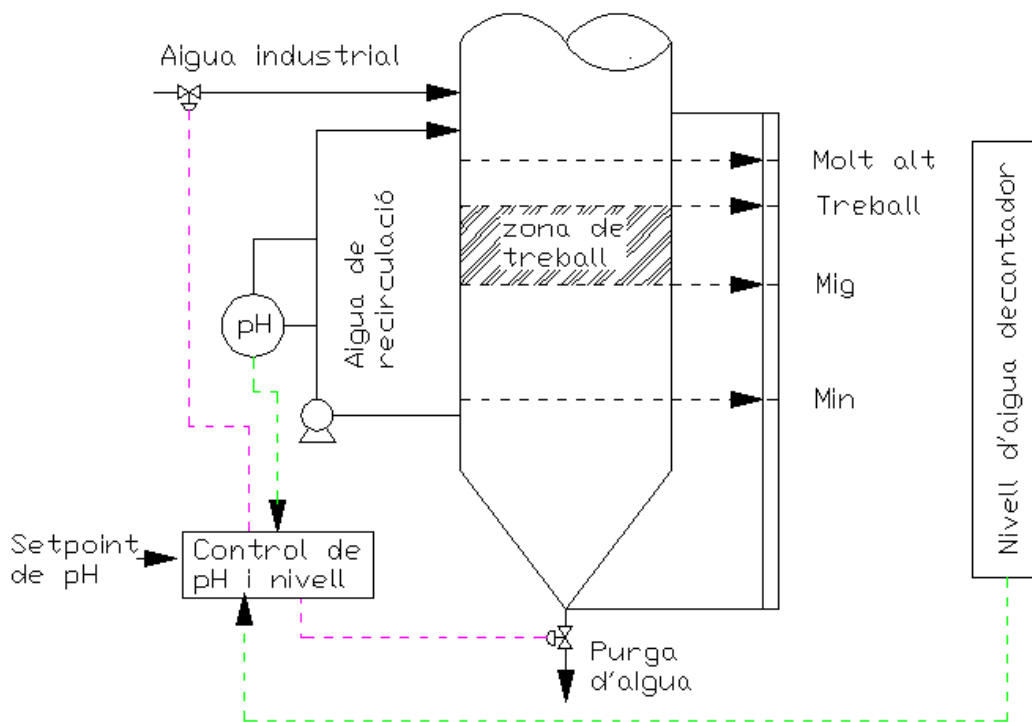 Aigua industrial
Molt alt
Treball
zona de
treball
Mig
Aigua de
recirculació
pH
Min
Nivell d'aigua decantador
Setpoint
de pH
Control de
pH i nivell
Purga
d'aigua